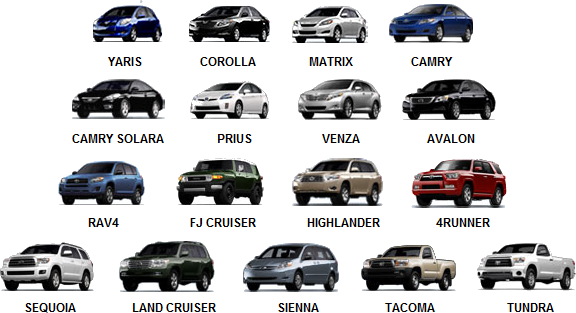 YARIS COROLLA MATRIX CAMRY
CAMRY SOLARA PRIUS VENZA AVALON
RAV4 FJ CRUISER HIGHLANDER 4RUNNER
SEQUOIA LAND CRUISER SIENNA TACOMA TUNDRA